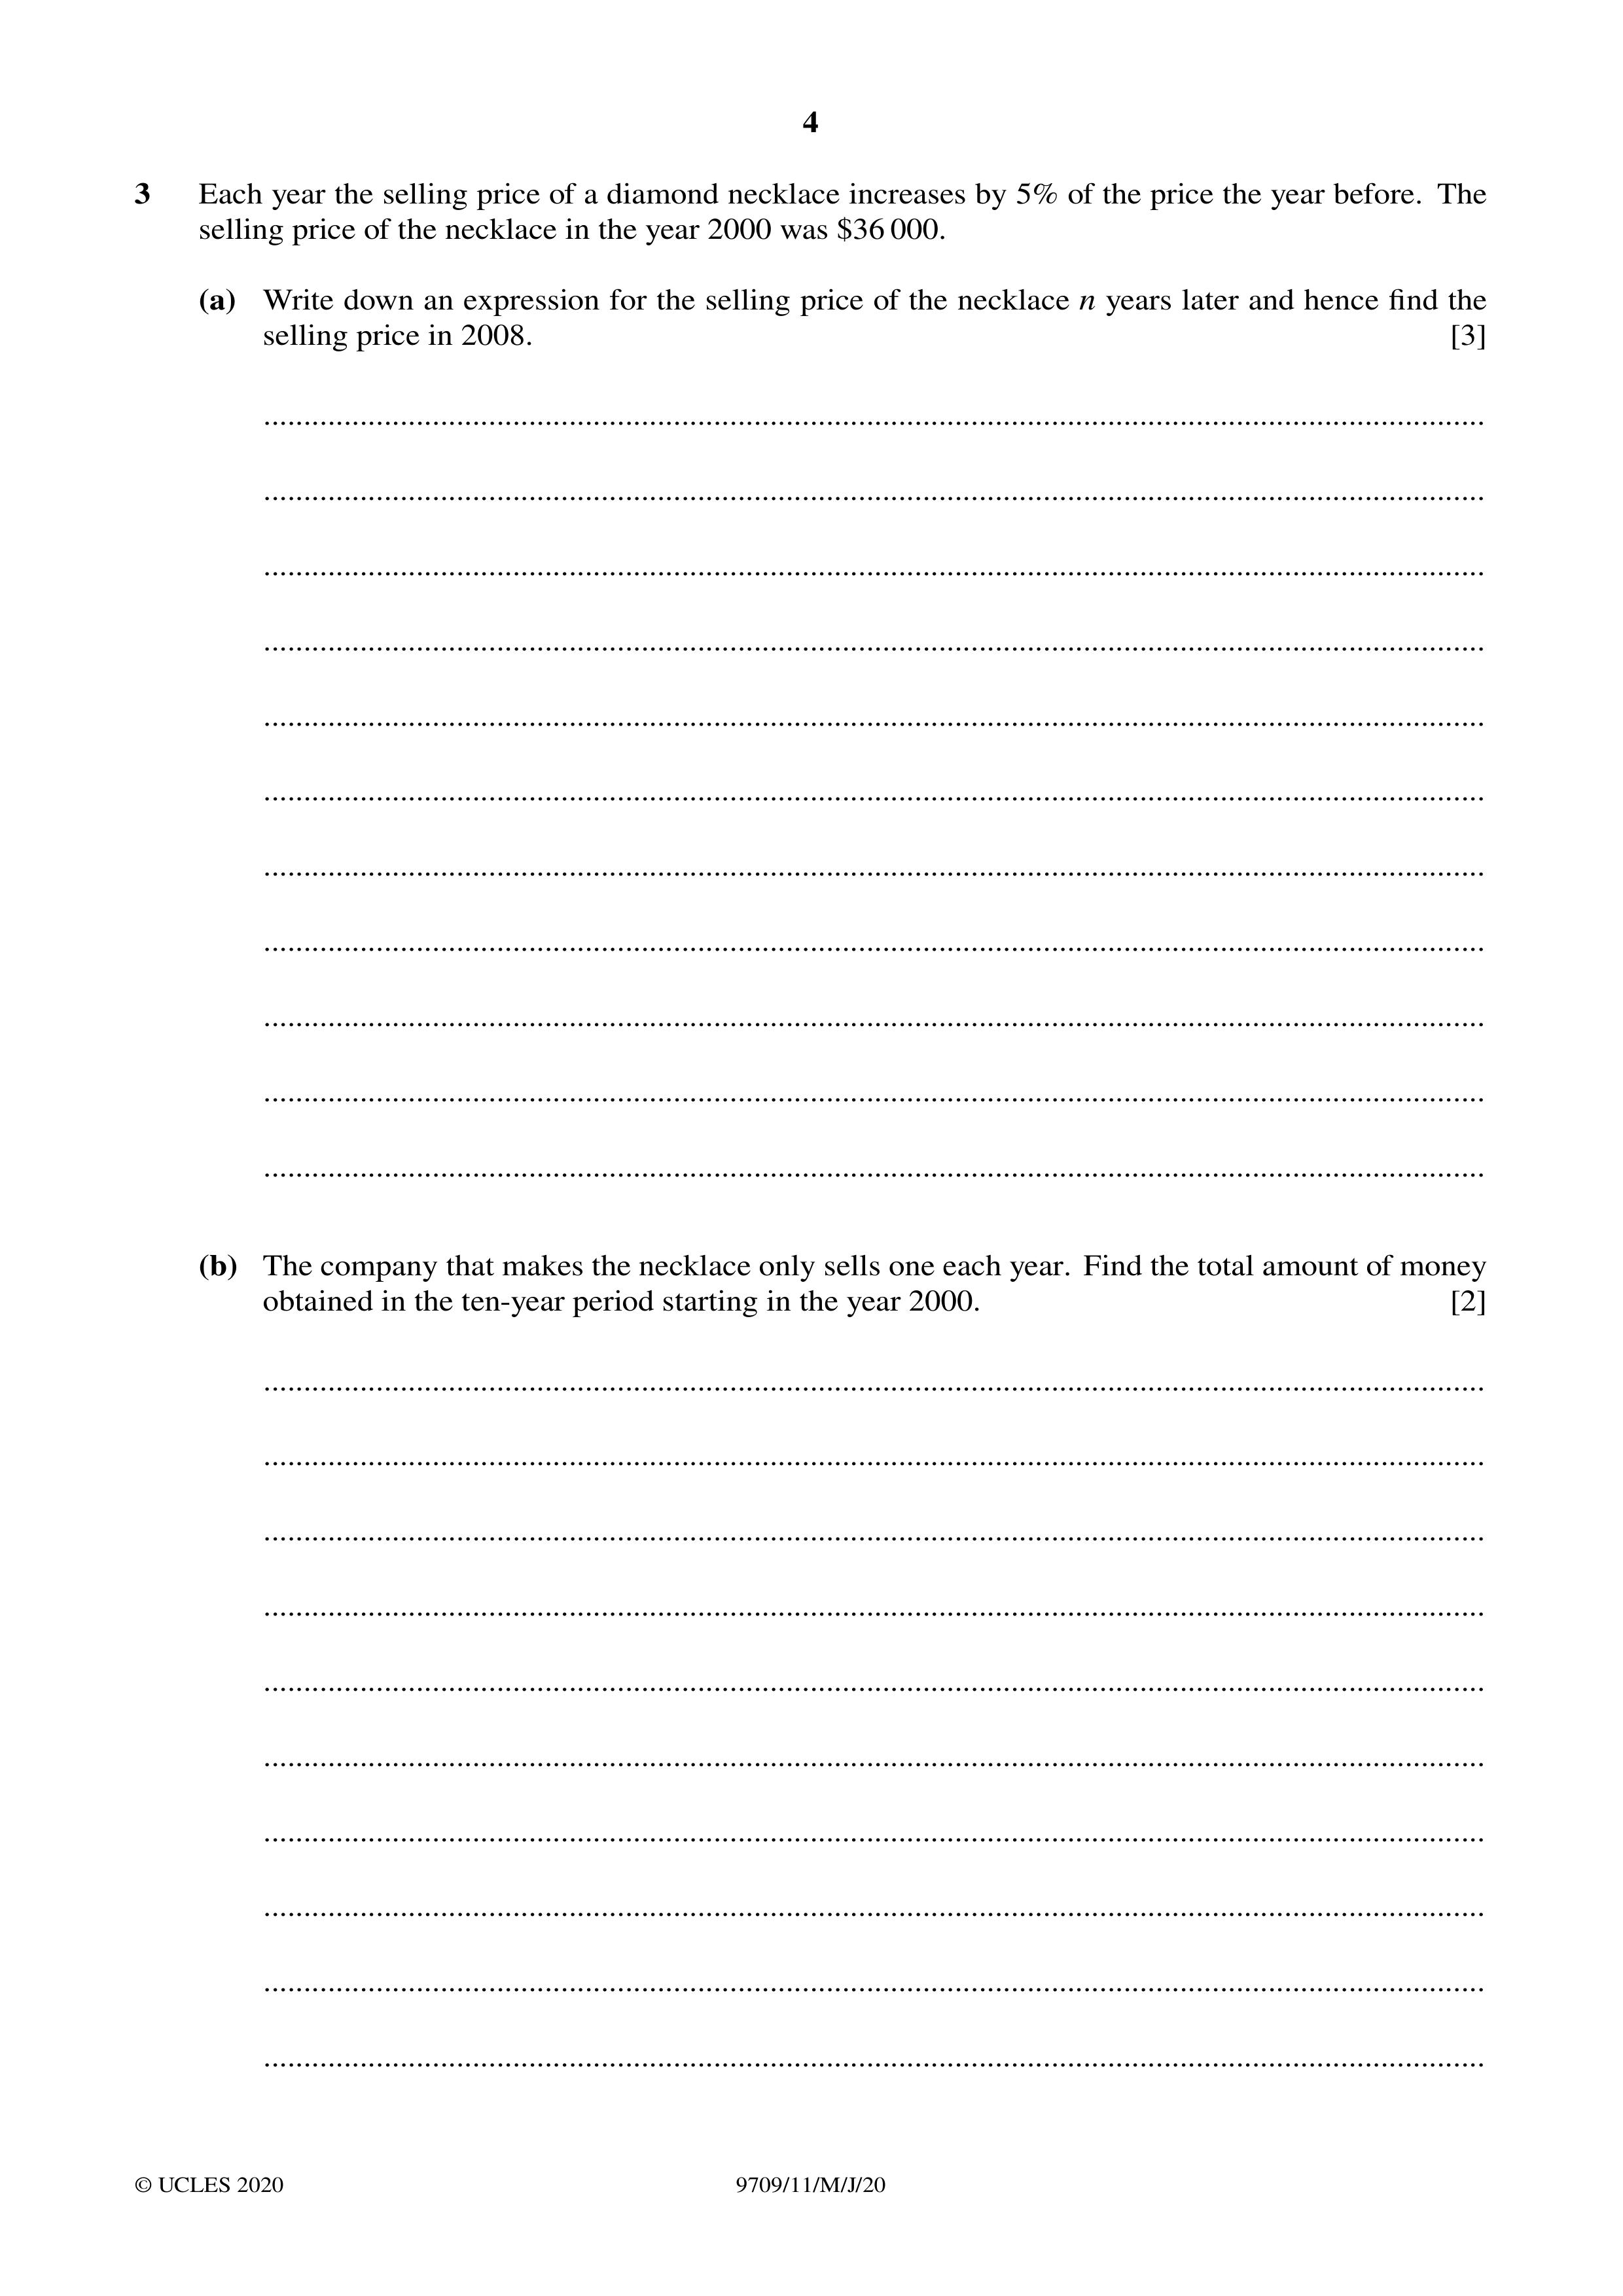 4
3 Each year the selling price of a diamond necklace increases by 5% of the price the year before. The
selling price of the necklace in the year 2000 was $36 000.
(a) Write down an expression for the selling price of the necklace n years later and hence find the
selling price in 2008. [3]
(b) The company that makes the necklace only sells one each year. Find the total amount of money
obtained in the ten-year period starting in the year 2000. [2]
© UCLES 2020 9709/11/M/J/20